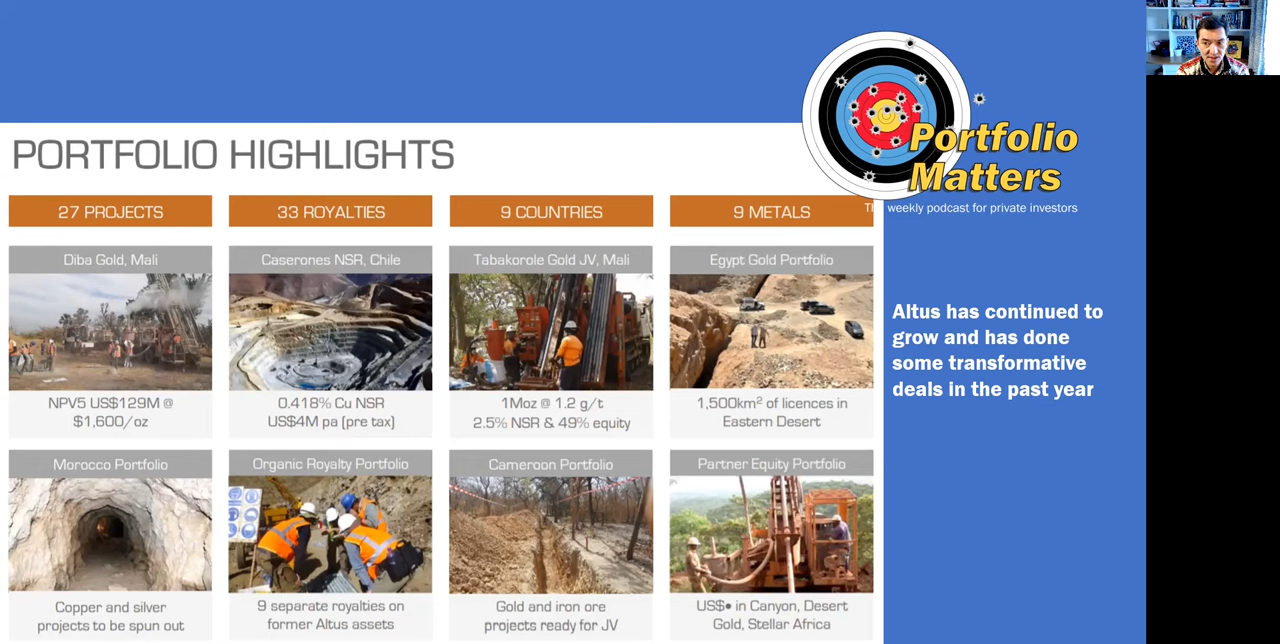 PORTFOLIO HIGHLIGHTS
27 PROJECTS
33 ROYALTIES
9 COUNTRIES
9 METALS
Diba Gold, Mali
NPV5 US$129M @
$1,600/oz
Caserones NSR, Chile
0.418% Cu NSR
US$4M pa (pre tax)
Tabakorole Gold JV, Mali
1Moz @ 1.2 g/t
2.5% NSR & 49% equity
Egypt Gold Portfolio
1,500km² of licences in
Eastern Desert
Morocco Portfolio
Copper and silver
projects to be spun out
Organic Royalty Portfolio
9 separate royalties on
former Altus assets
Cameroon Portfolio
Gold and iron ore
projects ready for JV
Partner Equity Portfolio
US$• in Canyon, Desert
Gold, Stellar Africa
Portfolio
Matters
weekly podcast for private investors
Altus has continued to
grow and has done
some transformative
deals in the past year